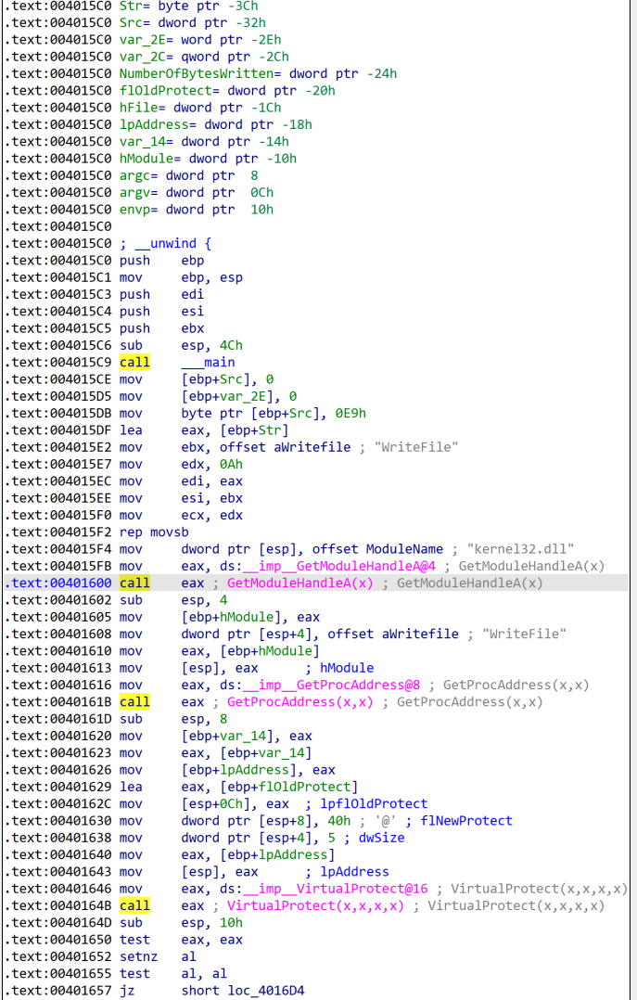 .text:004015C0 Str= byte ptr -3Ch
.text:004015C0 Src= dword ptr -32h
.text:004015C0 var_2E= word ptr -2Eh
.text:004015C0 var_2C= qword ptr -2Ch
.text:004015C0 NumberOfBytesWritten= dword ptr -24h
.text:004015C0 flOldProtect= dword ptr -20h
.text:004015C0 hFile= dword ptr -1Ch
.text:004015C0 lpAddress= dword ptr -18h
.text:004015C0 var_14= dword ptr -14h
.text:004015C0 hModule= dword ptr -10h
.text:004015C0 argc= dword ptr  8
.text:004015C0 argv= dword ptr  0Ch
.text:004015C0 envp= dword ptr  10h
.text:004015C0
.text:004015C0 ; __unwind {
.text:004015C0 push    ebp
.text:004015C1 mov     ebp, esp
.text:004015C3 push    edi
.text:004015C4 push    esi
.text:004015C5 push    ebx
.text:004015C6 sub     esp, 4Ch
.text:004015C9 call    ___main
.text:004015CE mov     [ebp+Src], 0
.text:004015D5 mov     [ebp+var_2E], 0
.text:004015DB mov     byte ptr [ebp+Src], 0E9h
.text:004015DF lea     eax, [ebp+Str]
.text:004015E2 mov     ebx, offset aWritefile ; "WriteFile"
.text:004015E7 mov     edx, 0Ah
.text:004015EC mov     edi, eax
.text:004015EE mov     esi, ebx
.text:004015F0 mov     ecx, edx
.text:004015F2 rep movsb
.text:004015F4 mov     dword ptr [esp], offset ModuleName ; "kernel32.dll"
.text:004015FB mov     eax, ds:__imp__GetModuleHandleA@4 ; GetModuleHandleA(x)
.text:00401600 call    eax ; GetModuleHandleA(x) ; GetModuleHandleA(x)
.text:00401602 sub     esp, 4
.text:00401605 mov     [ebp+hModule], eax
.text:00401608 mov     dword ptr [esp+4], offset aWritefile ; "WriteFile"
.text:00401610 mov     eax, [ebp+hModule]
.text:00401613 mov     [esp], eax      ; hModule
.text:00401616 mov     eax, ds:__imp__GetProcAddress@8 ; GetProcAddress(x,x)
.text:0040161B call    eax ; GetProcAddress(x,x) ; GetProcAddress(x,x)
.text:0040161D sub     esp, 8
.text:00401620 mov     [ebp+var_14], eax
.text:00401623 mov     eax, [ebp+var_14]
.text:00401626 mov     [ebp+lpAddress], eax
.text:00401629 lea     eax, [ebp+flOldProtect]
.text:0040162C mov     [esp+0Ch], eax  ; lpflOldProtect
.text:00401630 mov     dword ptr [esp+8], 40h ; '@' ; flNewProtect
.text:00401638 mov     dword ptr [esp+4], 5 ; dwSize
.text:00401640 mov     eax, [ebp+lpAddress]
.text:00401643 mov     [esp], eax      ; lpAddress
.text:00401646 mov     eax, ds:__imp__VirtualProtect@16 ; VirtualProtect(x,x,x,x)
.text:0040164B call    eax ; VirtualProtect(x,x,x,x) ; VirtualProtect(x,x,x,x)
.text:0040164D sub     esp, 10h
.text:00401650 test    eax, eax
.text:00401652 setnz   al
.text:00401655 test    al, al
.text:00401657 jz      short loc_4016D4